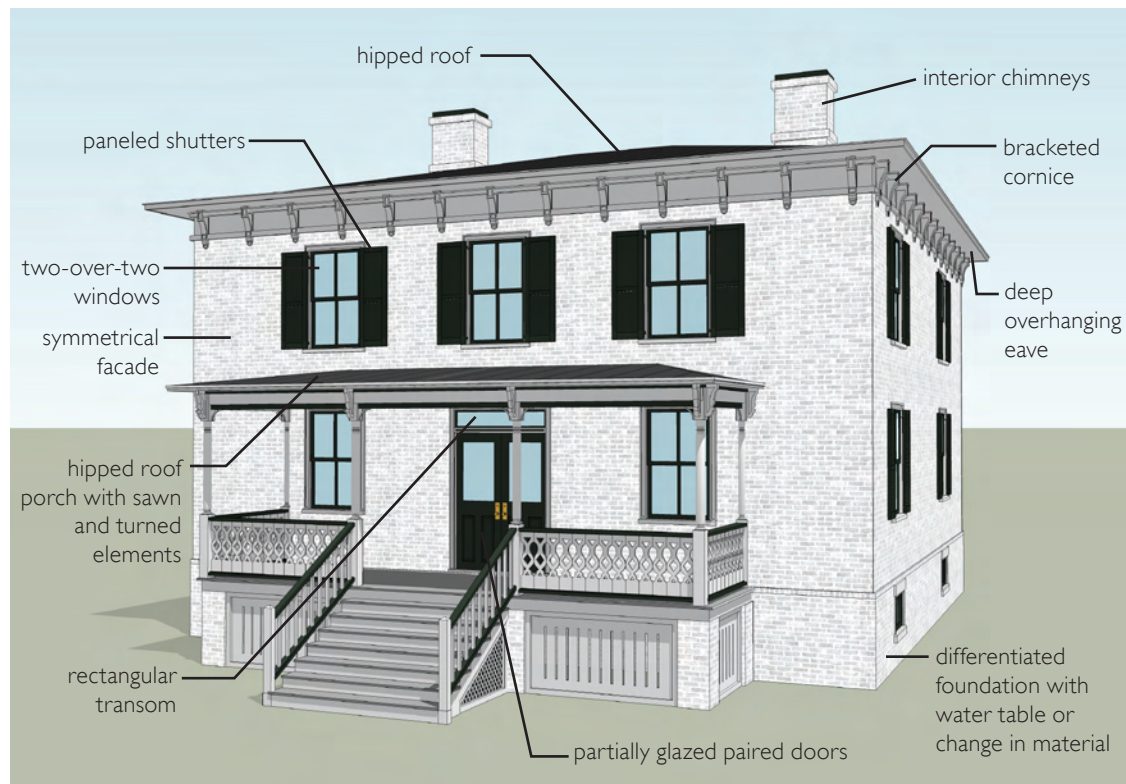 hipped roof
interior chimneys
paneled shutters
bracketed
cornice
two-over-two
windows
symmetrical
facade
deep
overhanging
eave
hipped roof
porch with sawn
and turned
elements
rectangular
transom
differentiated
foundation with
water table or
change in material
partially glazed paired doors